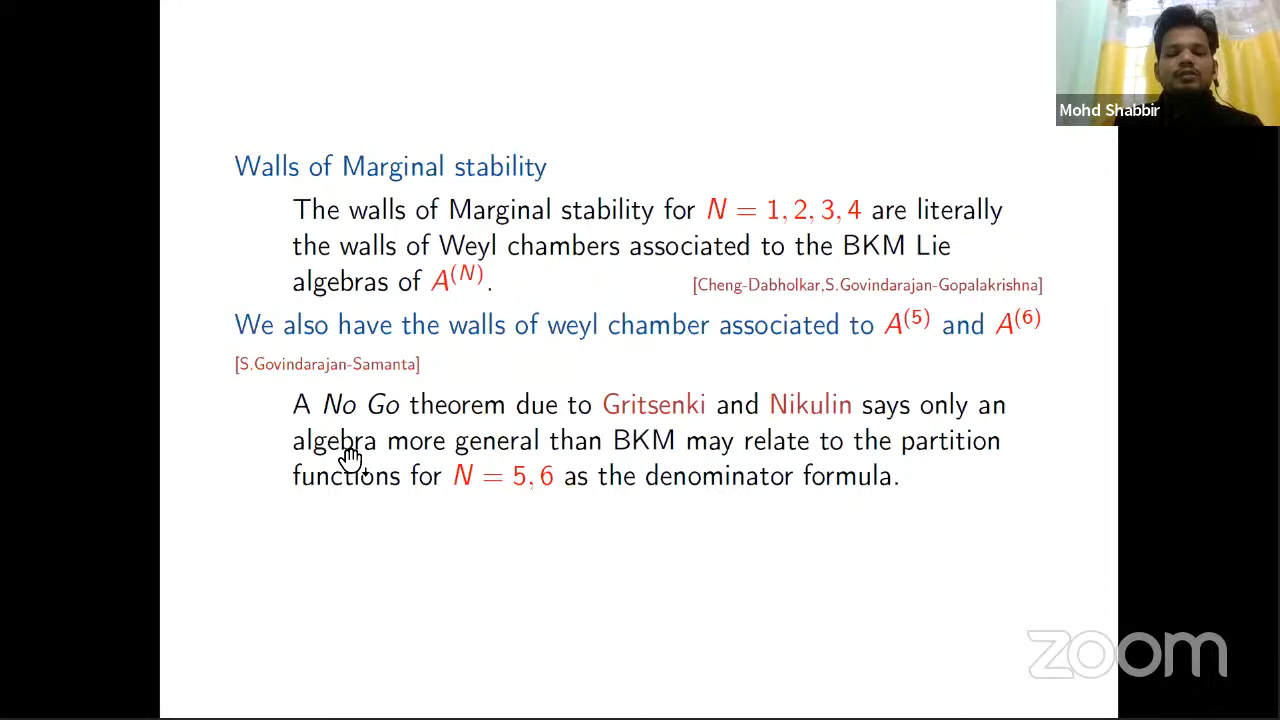 Mohd Shabbir
Walls of Marginal stability
The walls of Marginal stability for N = 1, 2, 3, 4 are literally
the walls of Weyl chambers associated to the BKM Lie
algebras of A^(N). [Cheng-Dabholkar,S.Govindarajan-Gopalakrishna]
We also have the walls of weyl chamber associated to A^(5) and A^(6)
[S.Govindarajan-Samanta]
A No Go theorem due to Gritsenki and Nikulin says only an
algebra more general than BKM may relate to the partition
functions for N = 5, 6 as the denominator formula.
zoom